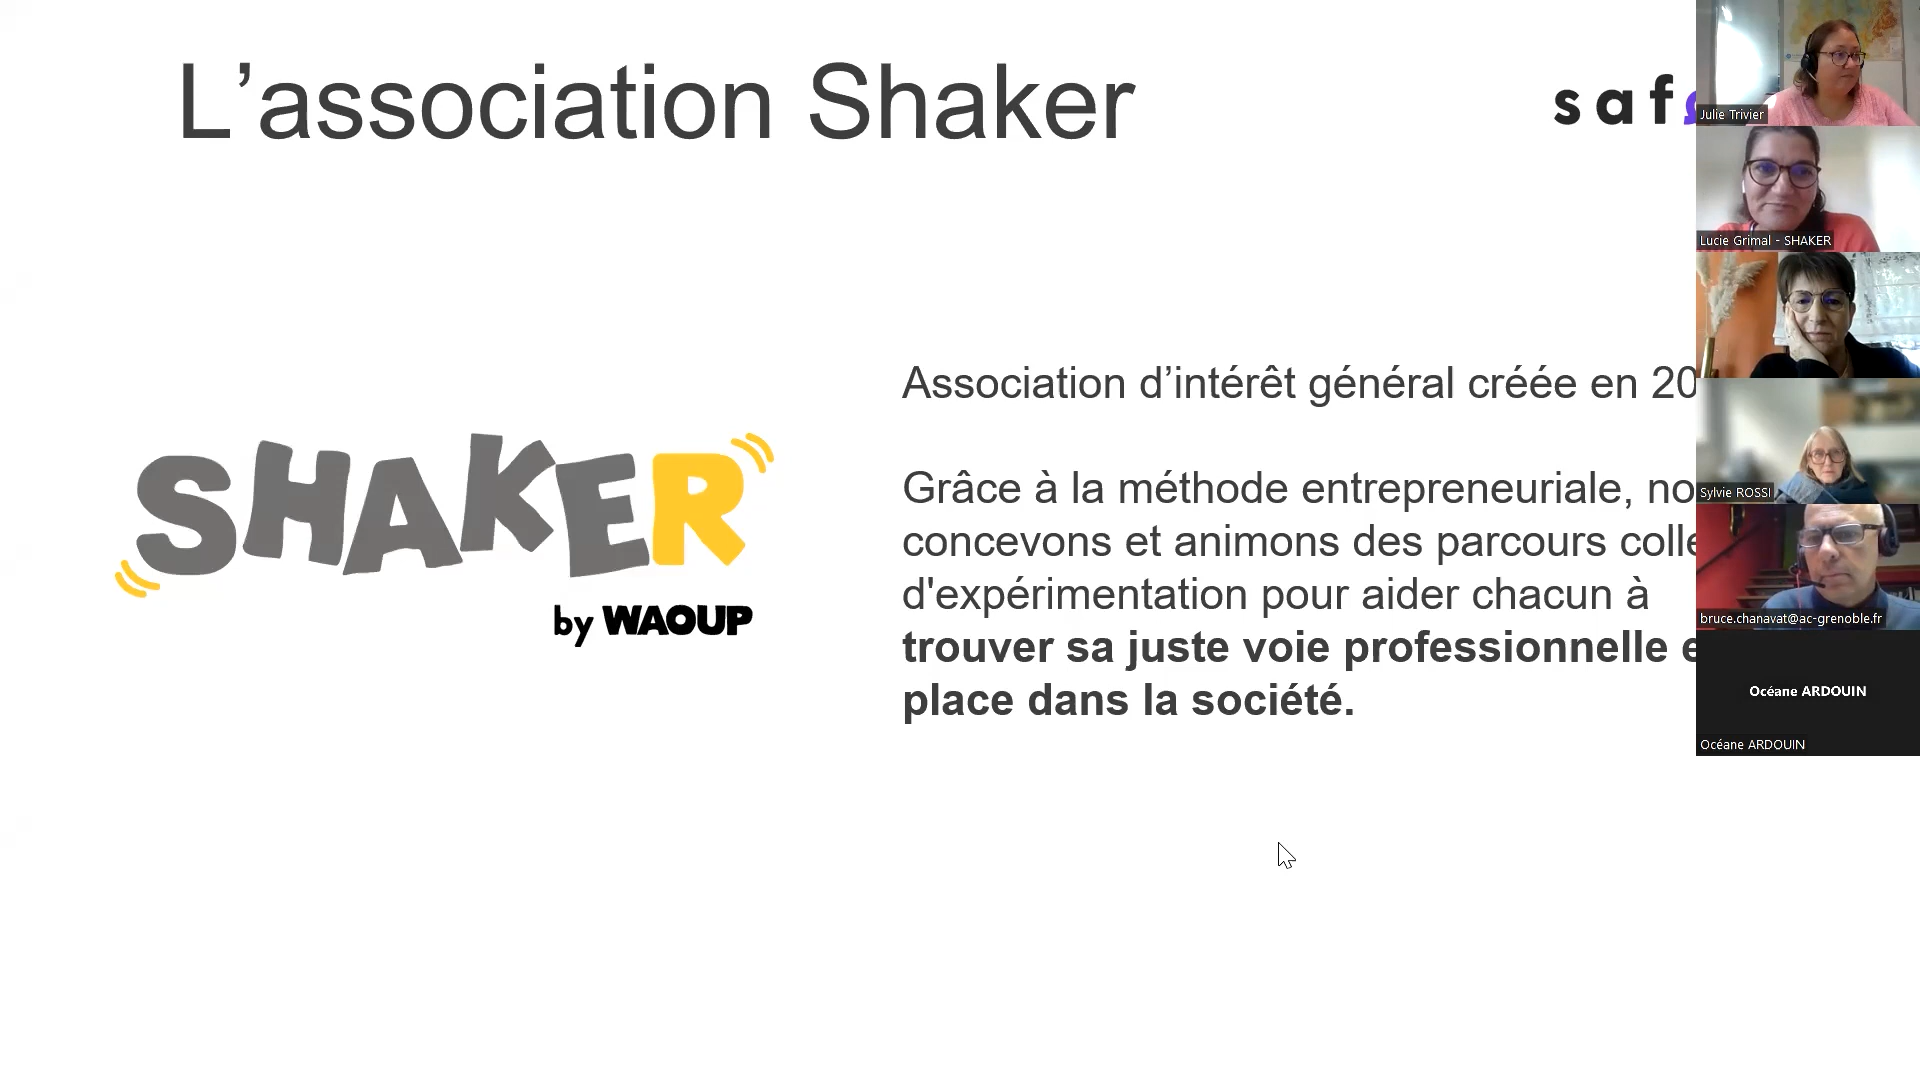 L’association Shaker
saf
SHAKER
by WAOUP
Association d’intérêt général créée en 20
Grâce à la méthode entrepreneuriale, no
concevons et animons des parcours colle
d'expérimentation pour aider chacun à
trouver sa juste voie professionnelle e
place dans la société.
Julie Trivier
Lucie Grimal - SHAKER
Sylvie ROSSI
bruce.chanavat@ac-grenoble.fr
Océane ARDOUIN
Océane ARDOUIN